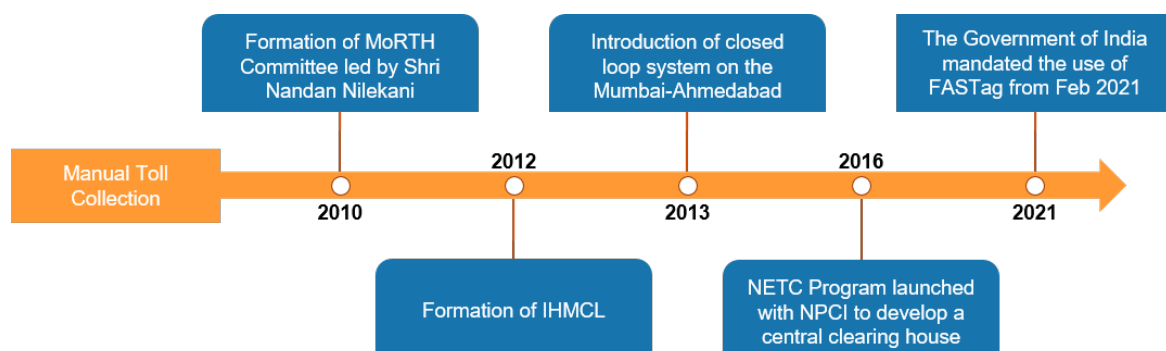 Formation of MoRTH
Committee led by Shri
Nandan Nilekani
Introduction of closed
loop system on the
Mumbai-Ahmedabad
The Government of India
mandated the use of
FASTag from Feb 2021
Manual Toll
Collection
2010
2012
2013
2016
2021
Formation of IHMCL
NETC Program launched
with NPCI to develop a
central clearing house